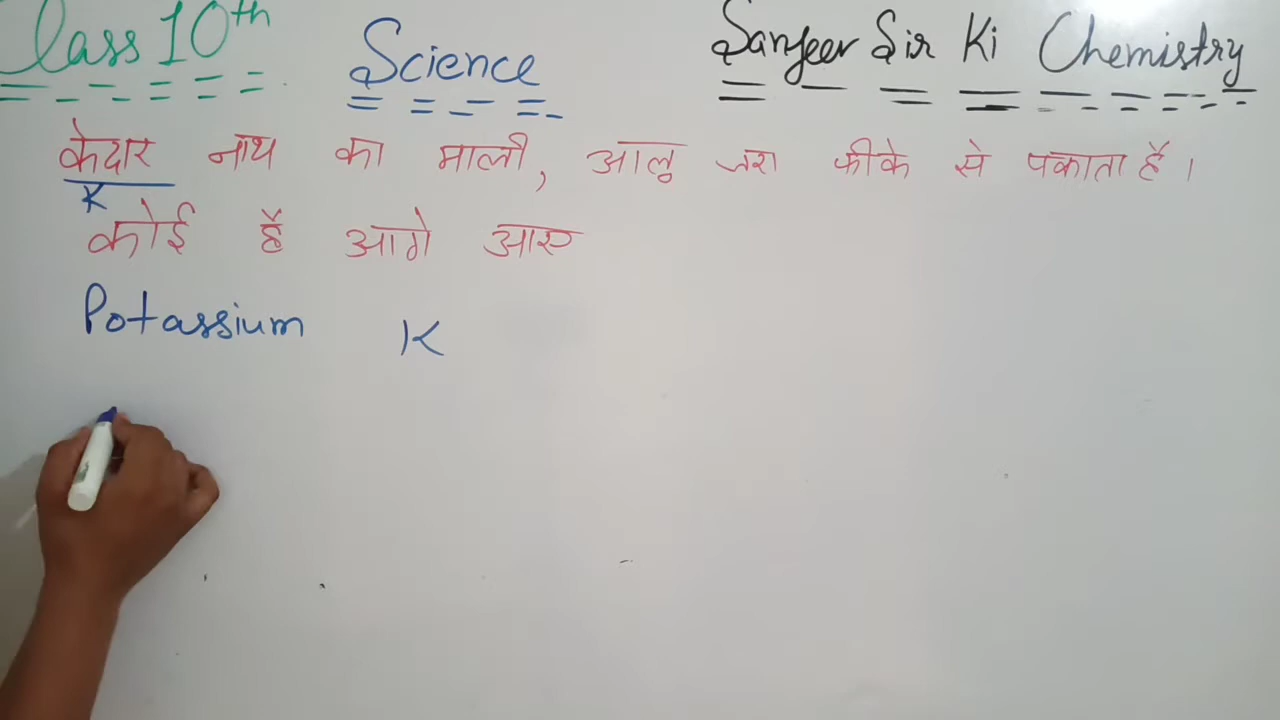 Class 10th Science Sanjeev Sir Ki Chemistry
केदार नाथ का माली, आलू जरा फीके से पकाता है।
K
कोई है आगे आए
Potassium K